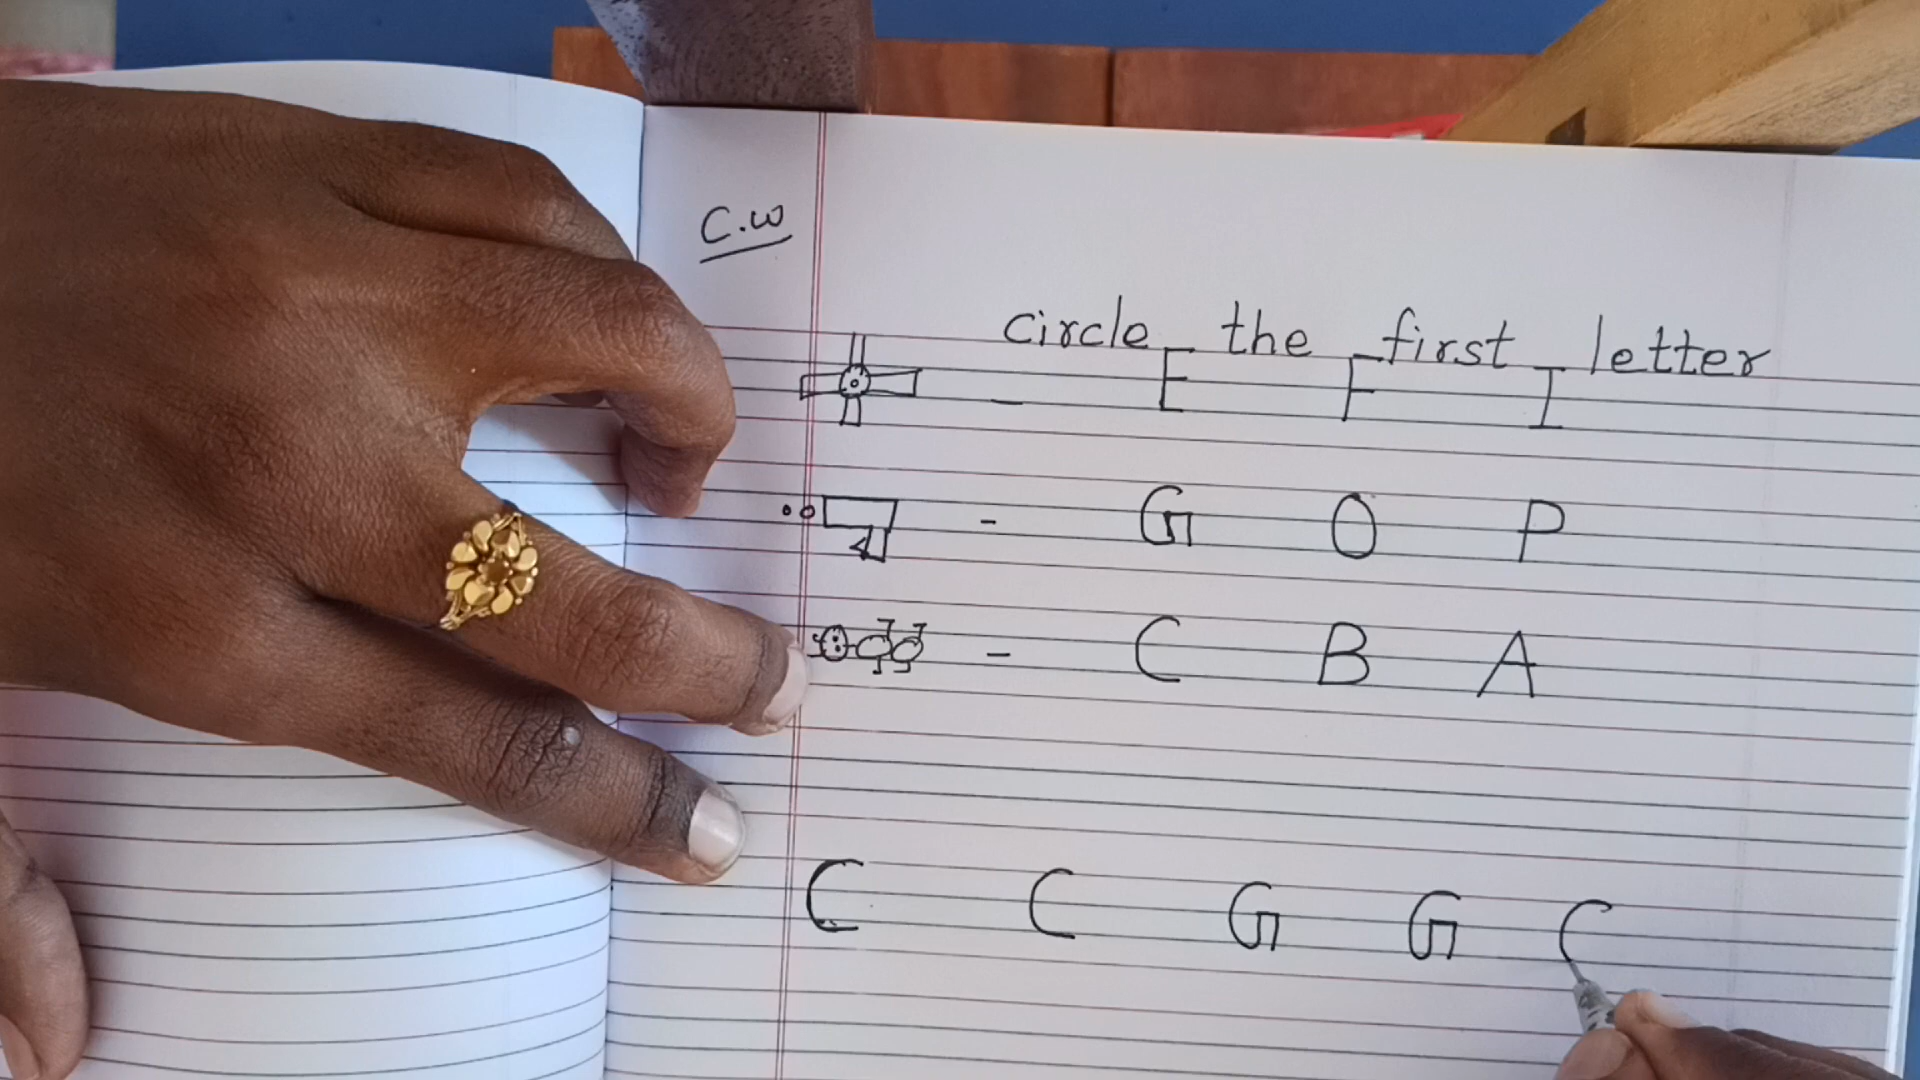 C.W
circle the first letter
- E F I
- G O P
- C B A
C C G G C